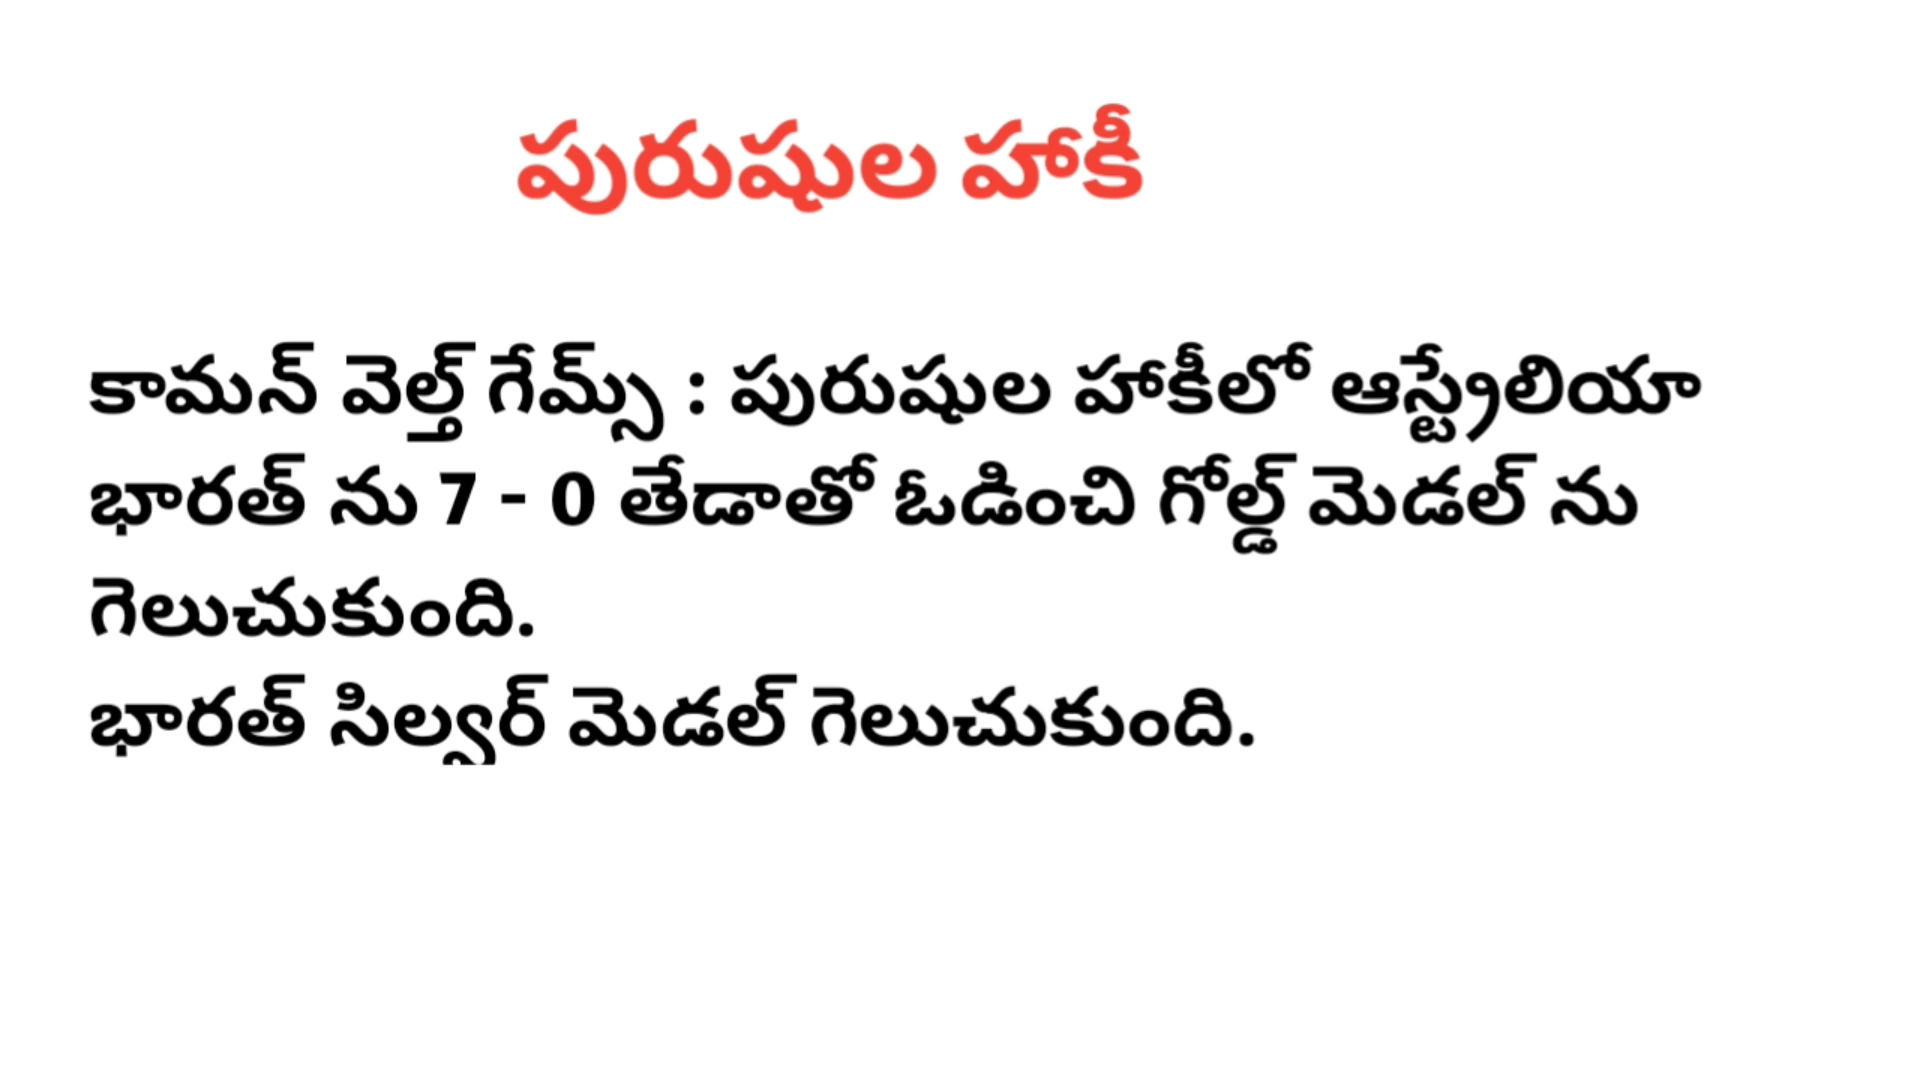 పురుషుల హాకీ
కామన్ వెల్త్ గేమ్స్ : పురుషుల హాకీలో ఆస్ట్రేలియా
భారత్ ను 7 - 0 తేడాతో ఓడించి గోల్డ్ మెడల్ ను
గెలుచుకుంది.
భారత్ సిల్వర్ మెడల్ గెలుచుకుంది.